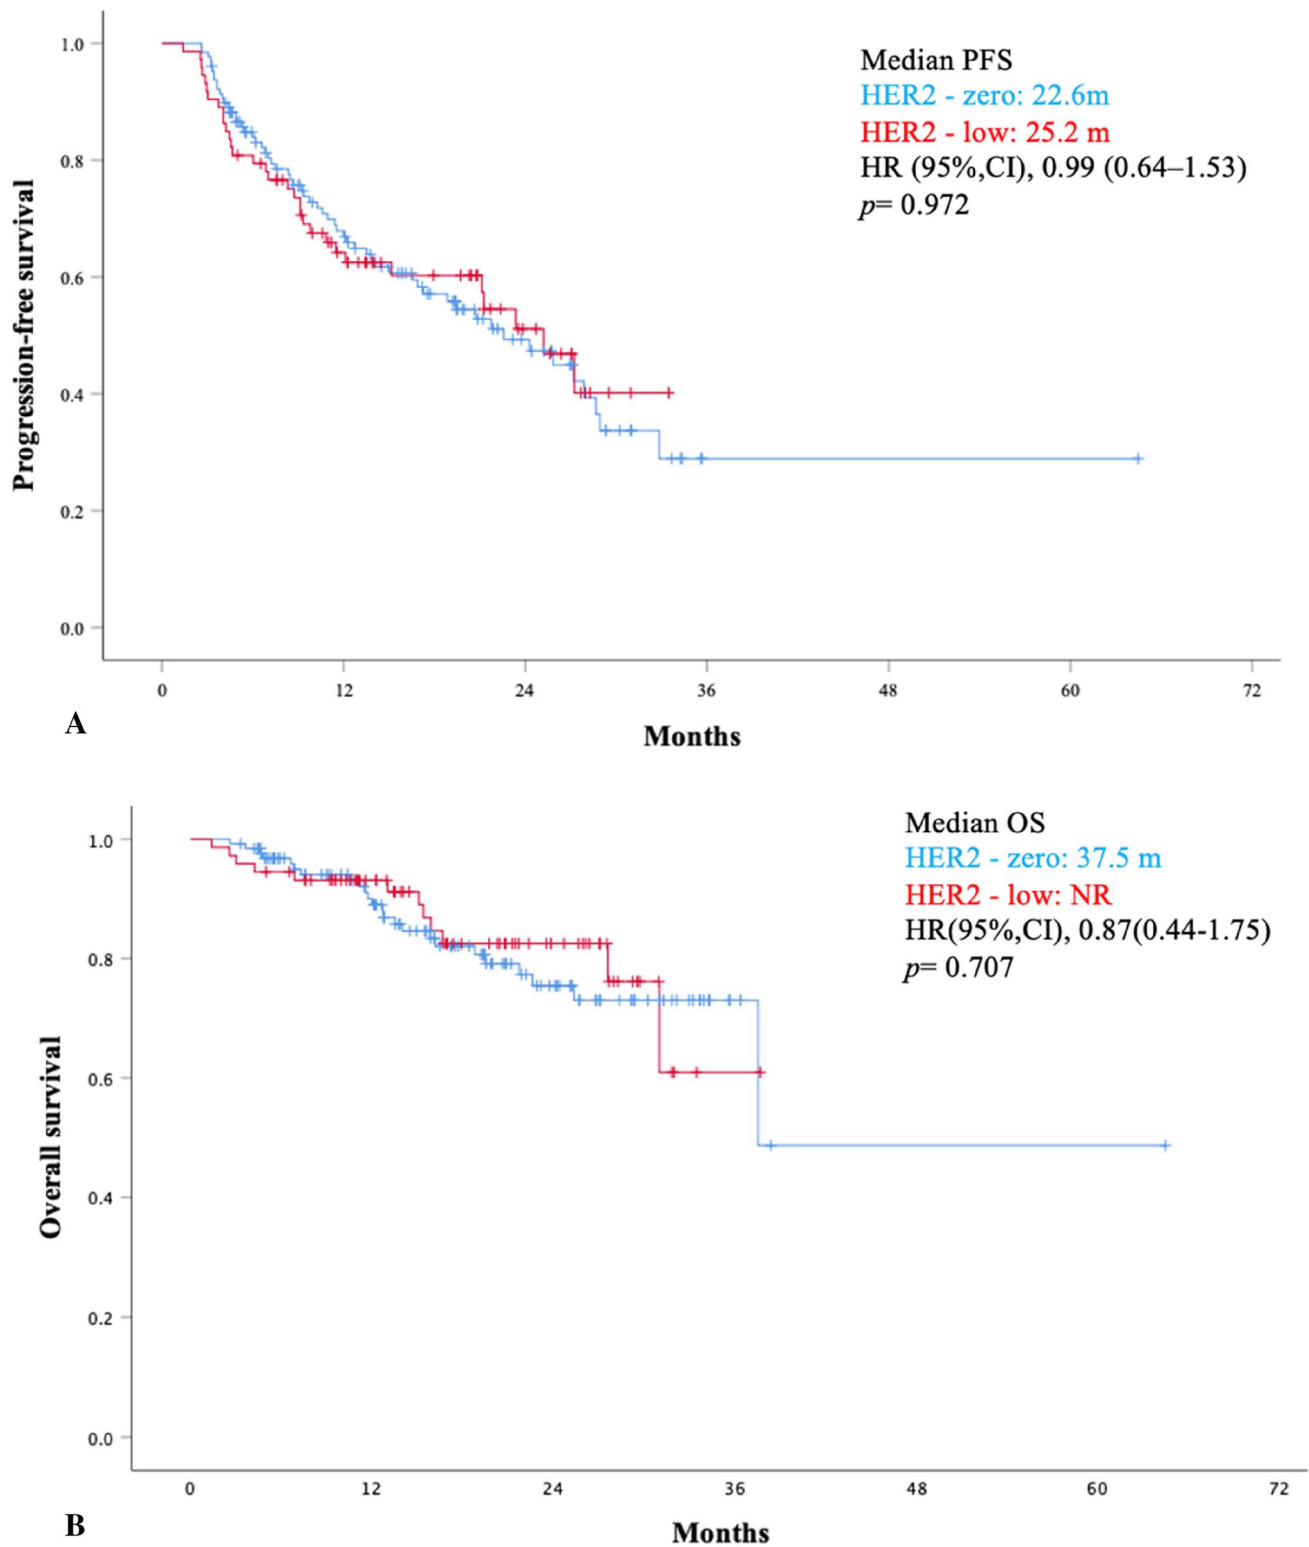 Median PFS
HER2 - zero: 22.6m
HER2 - low: 25.2 m
HR (95%,CI), 0.99 (0.64–1.53)
p= 0.972
Progression-free survival
1.0
0.8
0.6
0.4
0.2
0.0
0 12 24 36 48 60 72
A
Months
Median OS
HER2 - zero: 37.5 m
HER2 - low: NR
HR(95%,CI), 0.87(0.44-1.75)
p= 0.707
Overall survival
1.0
0.8
0.6
0.4
0.2
0.0
0 12 24 36 48 60 72
B
Months